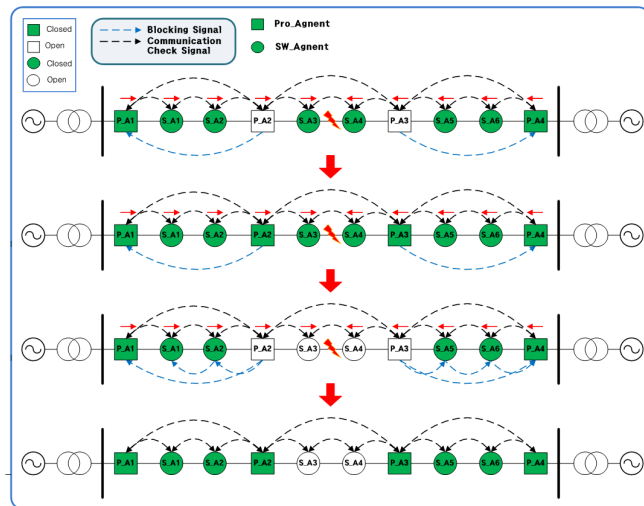 Closed
Open
Closed
Open
Blocking Signal
Communication
Check Signal
Pro_Agnent
SW_Agnent
P_A1 S_A1 S_A2 P_A2 S_A3 S_A4 P_A3 S_A5 S_A6 P_A4
P_A1 S_A1 S_A2 P_A2 S_A3 S_A4 P_A3 S_A5 S_A6 P_A4
P_A1 S_A1 S_A2 P_A2 S_A3 S_A4 P_A3 S_A5 S_A6 P_A4
P_A1 S_A1 S_A2 P_A2 S_A3 S_A4 P_A3 S_A5 S_A6 P_A4